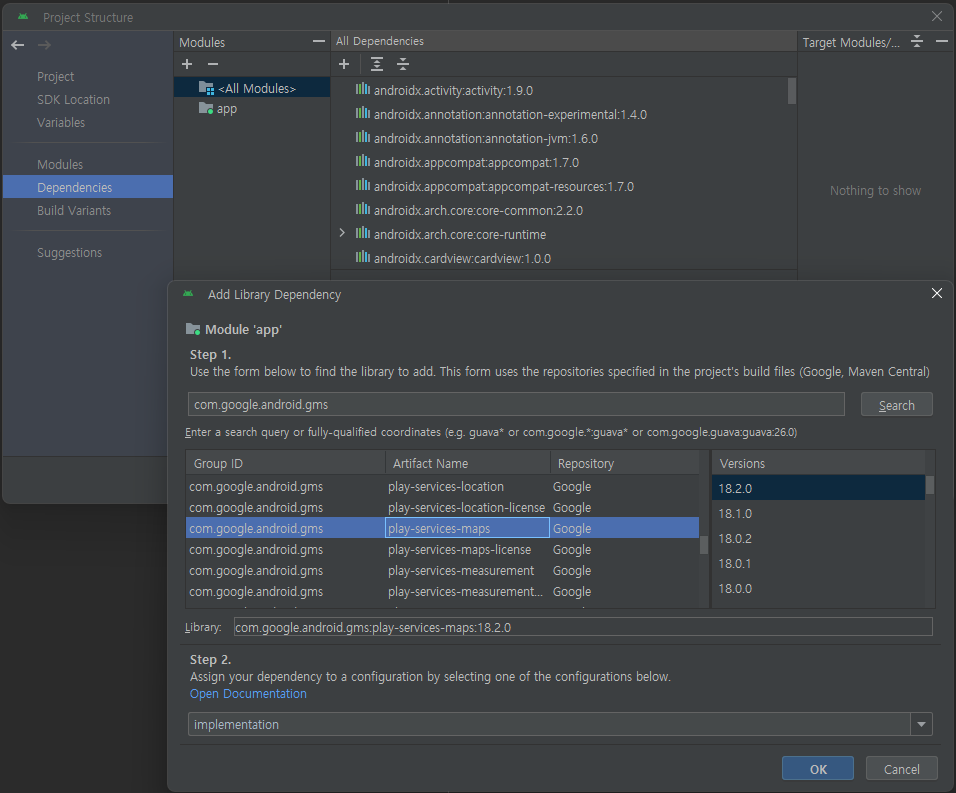 Project Structure
Modules
All Dependencies
Target Modules/...
Project
SDK Location
Variables
Modules
Dependencies
Build Variants
Suggestions
<All Modules>
app
androidx.activity:activity:1.9.0
androidx.annotation:annotation-experimental:1.4.0
androidx.annotation:annotation-jvm:1.6.0
androidx.appcompat:appcompat:1.7.0
androidx.appcompat:appcompat-resources:1.7.0
androidx.arch.core:core-common:2.2.0
androidx.arch.core:core-runtime
androidx.cardview:cardview:1.0.0
Nothing to show
Add Library Dependency
Module 'app'
Step 1.
Use the form below to find the library to add. This form uses the repositories specified in the project's build files (Google, Maven Central)
com.google.android.gms
Search
Enter a search query or fully-qualified coordinates (e.g. guava* or com.google.*:guava* or com.google.guava:guava:26.0)
Group ID Artifact Name Repository
com.google.android.gms play-services-location Google
com.google.android.gms play-services-location-license Google
com.google.android.gms play-services-maps Google
com.google.android.gms play-services-maps-license Google
com.google.android.gms play-services-measurement Google
com.google.android.gms play-services-measurement... Google
Versions
18.2.0
18.1.0
18.0.2
18.0.1
18.0.0
Library: com.google.android.gms:play-services-maps:18.2.0
Step 2.
Assign your dependency to a configuration by selecting one of the configurations below.
Open Documentation
implementation
OK
Cancel